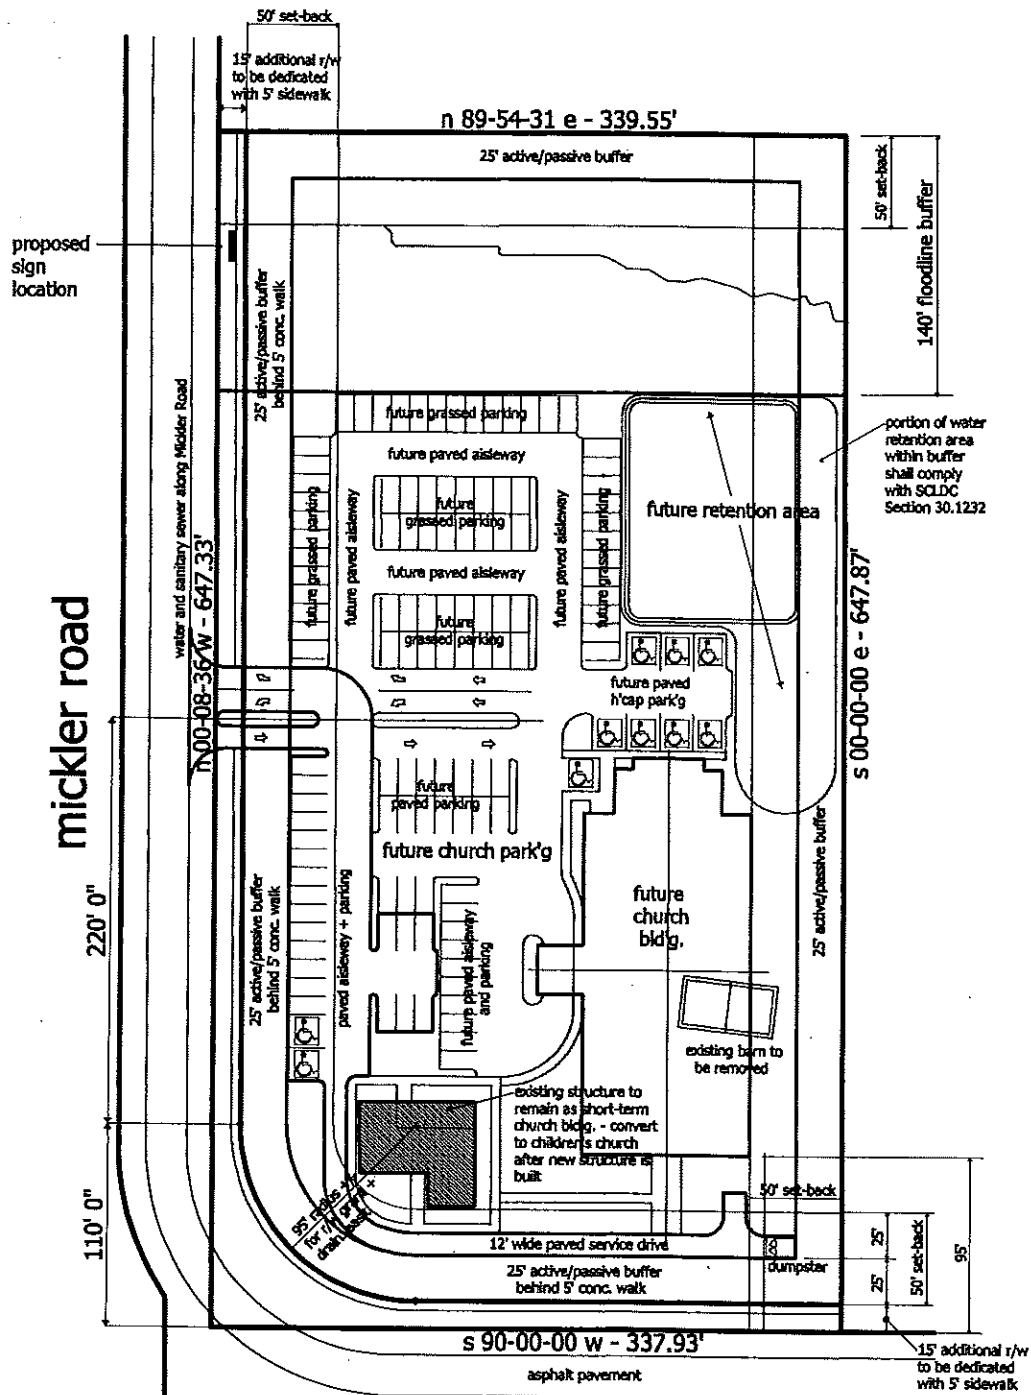 50' set-back
15' additional r/w
to be dedicated
with 5' sidewalk
n 89-54-31 e - 339.55'
25' active/passive buffer
50' set-back
140' floodline buffer
proposed
sign
location
25' active/passive buffer
behind 5' conc. walk
water and sanitary sewer along Mickler Road
n 00-08-36 w - 647.33'
mickler road
future grassed parking
future paved aisleway
future
grassed parking
future paved aisleway
future
grassed parking
future grassed parking
future paved aisleway
future paved aisleway
future grassed parking
future retention area
portion of water
retention area
within buffer
shall comply
with SCLDC
Section 30.1232
s 00-00-00 e - 647.87'
future paved
h'cap park'g
future
paved parking
future church park'g
future
church
bld'g.
25' active/passive buffer
220' 0"
25' active/passive buffer
behind 5' conc. walk
paved aisleway + parking
future paved aisleway
and parking
existing barn to
be removed
existing structure to
remain as short-term
church bld'g. - convert
to children's church
after new structure is
built
110' 0"
95' radius
for r/w
50' set-back
12' wide paved service drive
dumpster
25'
25'
50' set-back
95'
25' active/passive buffer
behind 5' conc. walk
s 90-00-00 w - 337.93'
asphalt pavement
15' additional r/w
to be dedicated
with 5' sidewalk